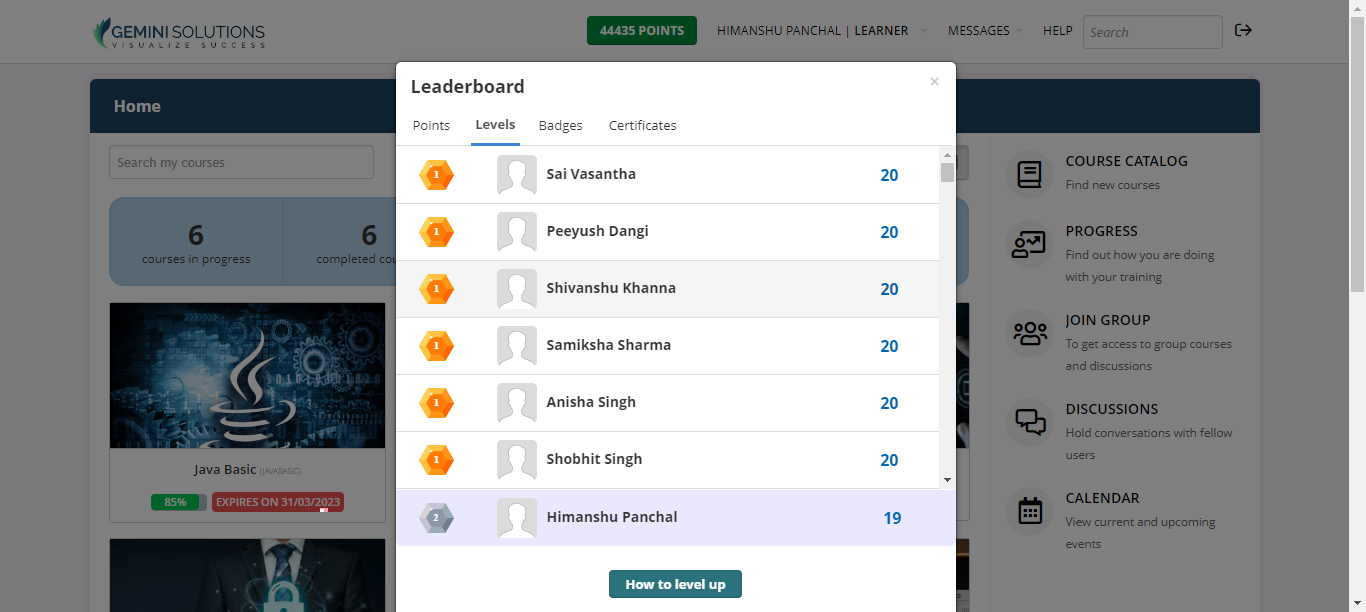 GEMINI SOLUTIONS
VISUALIZE SUCCESS
44435 POINTS
HIMANSHU PANCHAL | LEARNER
MESSAGES
HELP
Search
Leaderboard
×
Points
Levels
Badges
Certificates
1
Sai Vasantha
20
1
Peeyush Dangi
20
1
Shivanshu Khanna
20
1
Samiksha Sharma
20
1
Anisha Singh
20
1
Shobhit Singh
20
2
Himanshu Panchal
19
How to level up
Home
Search my courses
6
courses in progress
6
completed cou
Java Basic (JAVABASIC)
85%
EXPIRES ON 31/03/2023
COURSE CATALOG
Find new courses
PROGRESS
Find out how you are doing
with your training
JOIN GROUP
To get access to group courses
and discussions
DISCUSSIONS
Hold conversations with fellow
users
CALENDAR
View current and upcoming
events